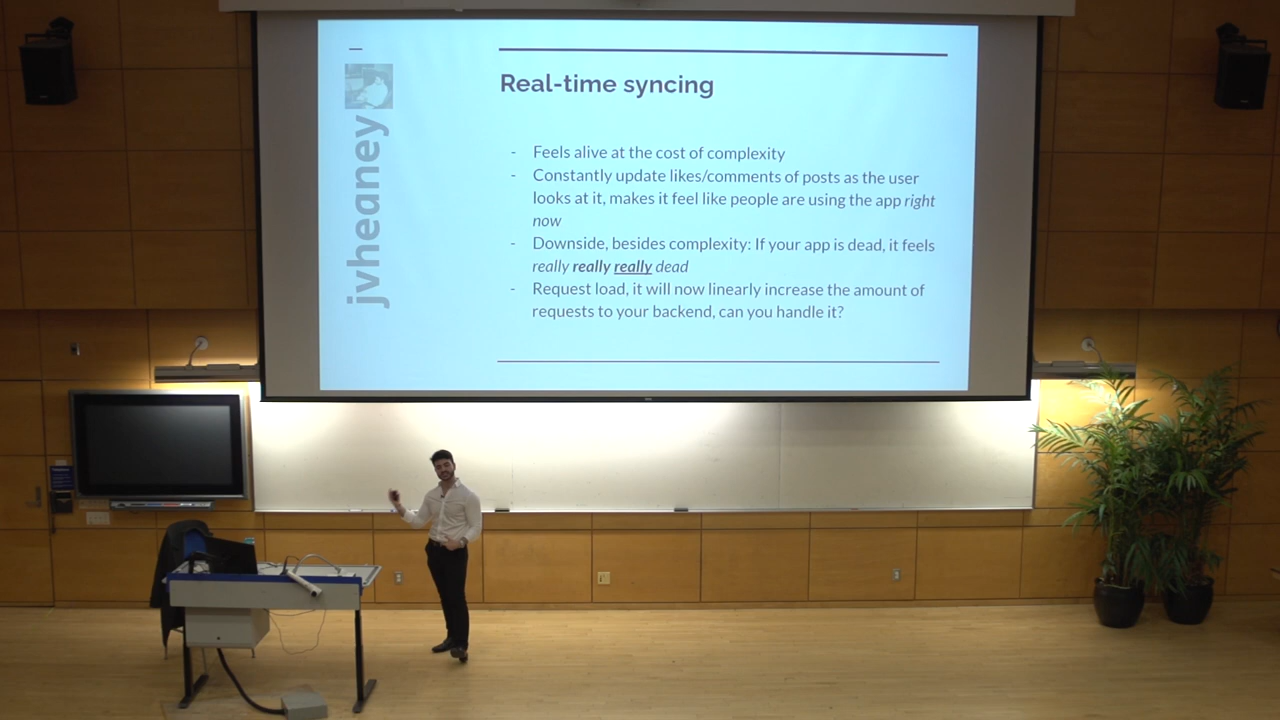 Real-time syncing
jvheaney
- Feels alive at the cost of complexity
- Constantly update likes/comments of posts as the user
looks at it, makes it feel like people are using the app right
now
- Downside, besides complexity: If your app is dead, it feels
really really really dead
- Request load, it will now linearly increase the amount of
requests to your backend, can you handle it?